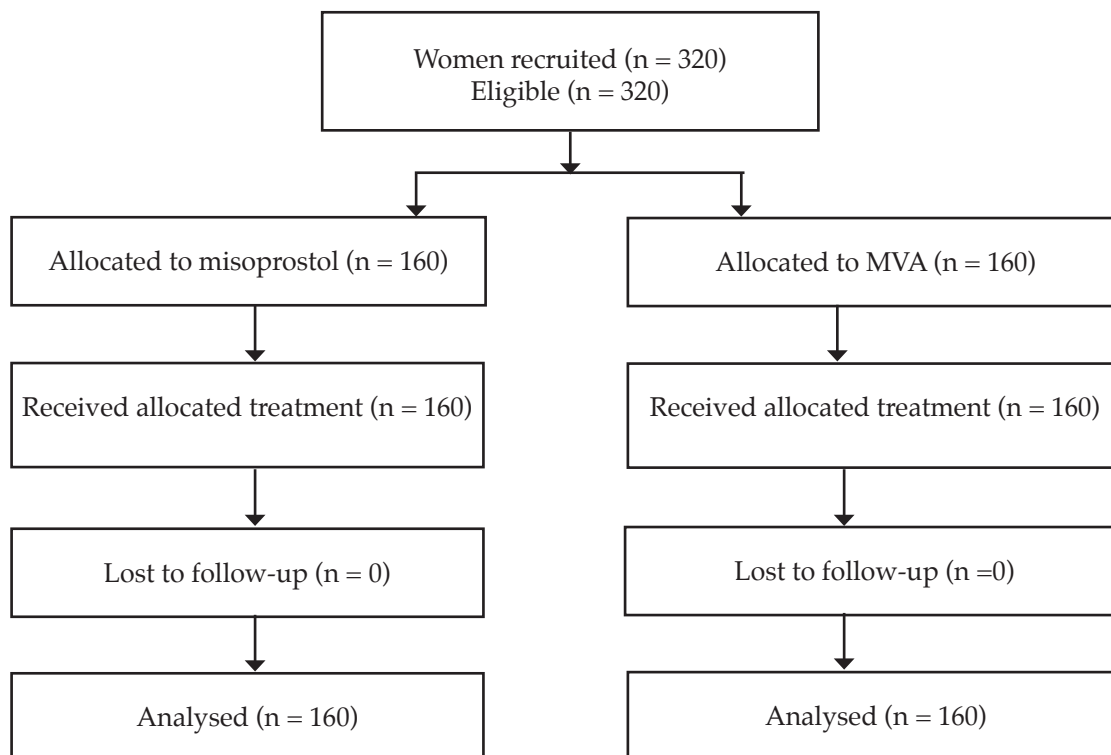 Women recruited (n = 320)
Eligible (n = 320)
Allocated to misoprostol (n = 160)
Allocated to MVA (n = 160)
Received allocated treatment (n = 160)
Received allocated treatment (n = 160)
Lost to follow-up (n = 0)
Lost to follow-up (n =0)
Analysed (n = 160)
Analysed (n = 160)